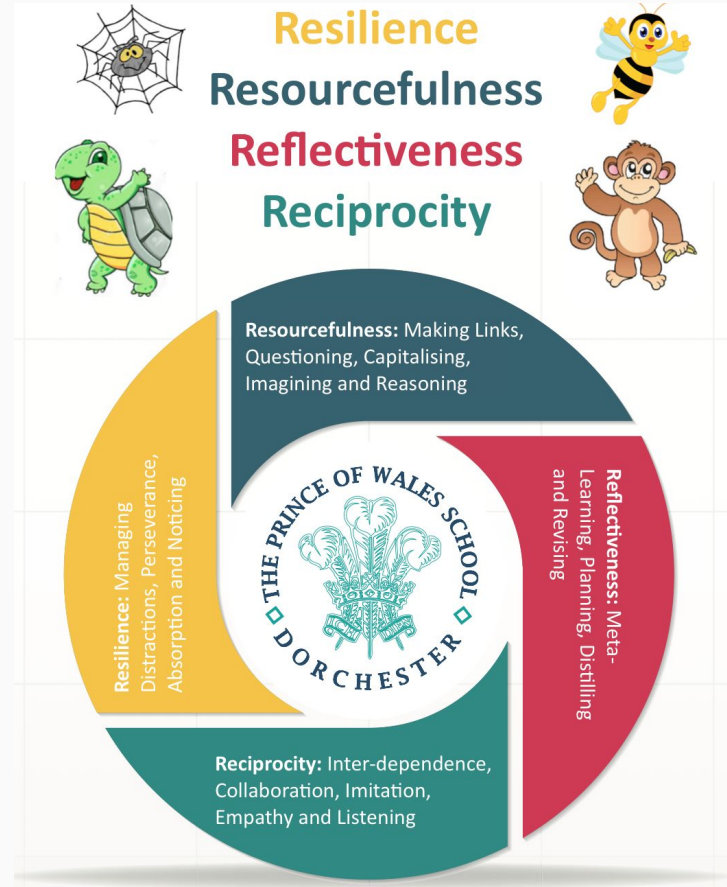 Resilience
Resourcefulness
Reflectiveness
Reciprocity
Resourcefulness: Making Links,
Questioning, Capitalising,
Imagining and Reasoning
Resilience: Managing
Distractions, Perseverance,
Absorption and Noticing
THE PRINCE OF WALES SCHOOL
DORCHESTER
Reflectiveness: Meta-
Learning, Planning, Distilling
and Revising
Reciprocity: Inter-dependence,
Collaboration, Imitation,
Empathy and Listening